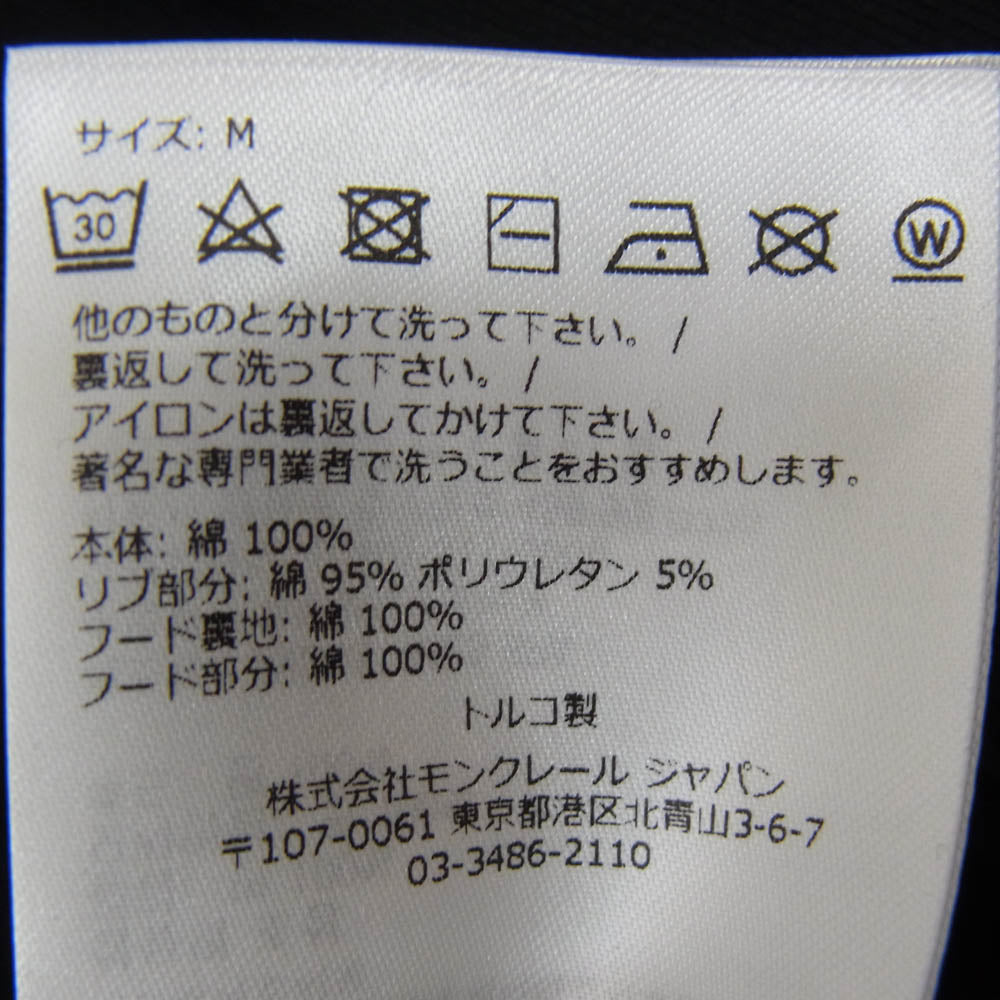 サイズ: M
30 W
他のものと分けて洗って下さい。 /
裏返して洗って下さい。 /
アイロンは裏返してかけて下さい。 /
著名な専門業者で洗うことをおすすめします。
本体: 綿 100%
リブ部分: 綿 95% ポリウレタン 5%
フード裏地: 綿 100%
フード部分: 綿 100%
トルコ製
株式会社モンクレール ジャパン
〒107-0061 東京都港区北青山3-6-7
03-3486-2110